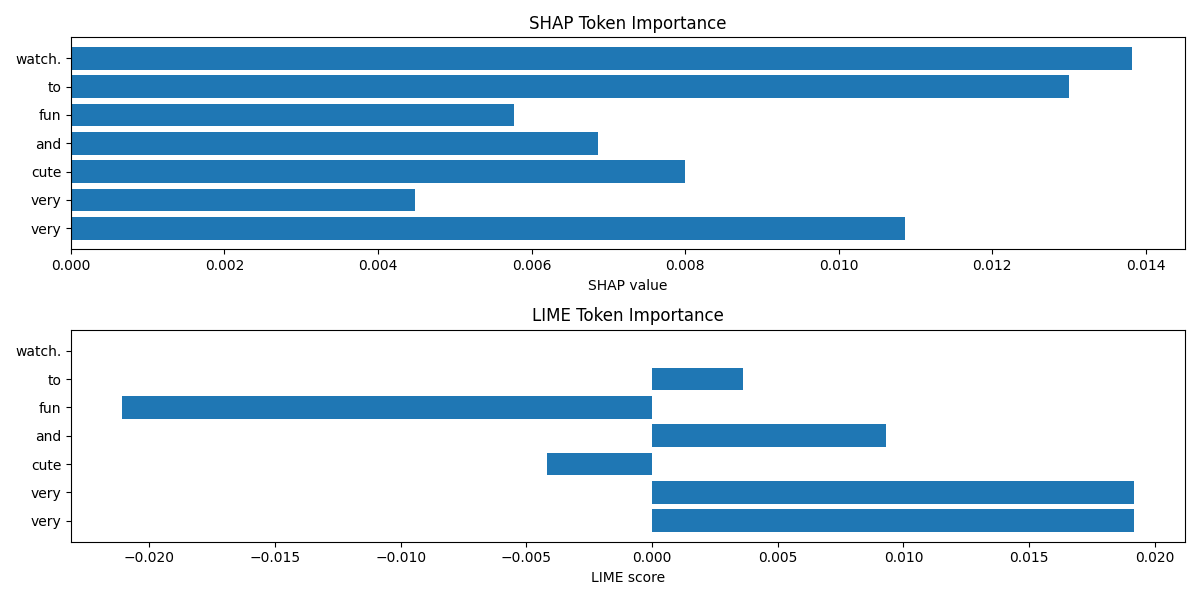 SHAP Token Importance
watch.
to
fun
and
cute
very
very
0.000 0.002 0.004 0.006 0.008 0.010 0.012 0.014
SHAP value
LIME Token Importance
watch.
to
fun
and
cute
very
very
−0.020 −0.015 −0.010 −0.005 0.000 0.005 0.010 0.015 0.020
LIME score